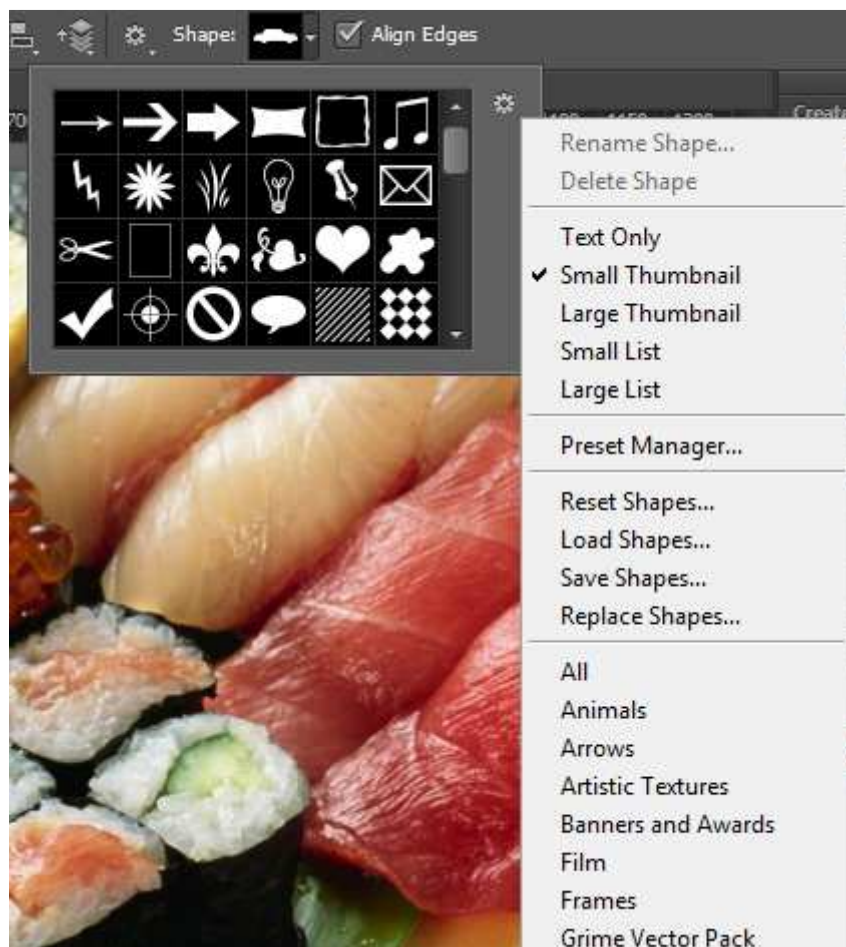 Shape:
Align Edges
Create
Rename Shape...
Delete Shape
Text Only
Small Thumbnail
Large Thumbnail
Small List
Large List
Preset Manager...
Reset Shapes...
Load Shapes...
Save Shapes...
Replace Shapes...
All
Animals
Arrows
Artistic Textures
Banners and Awards
Film
Frames
Grime Vector Pack